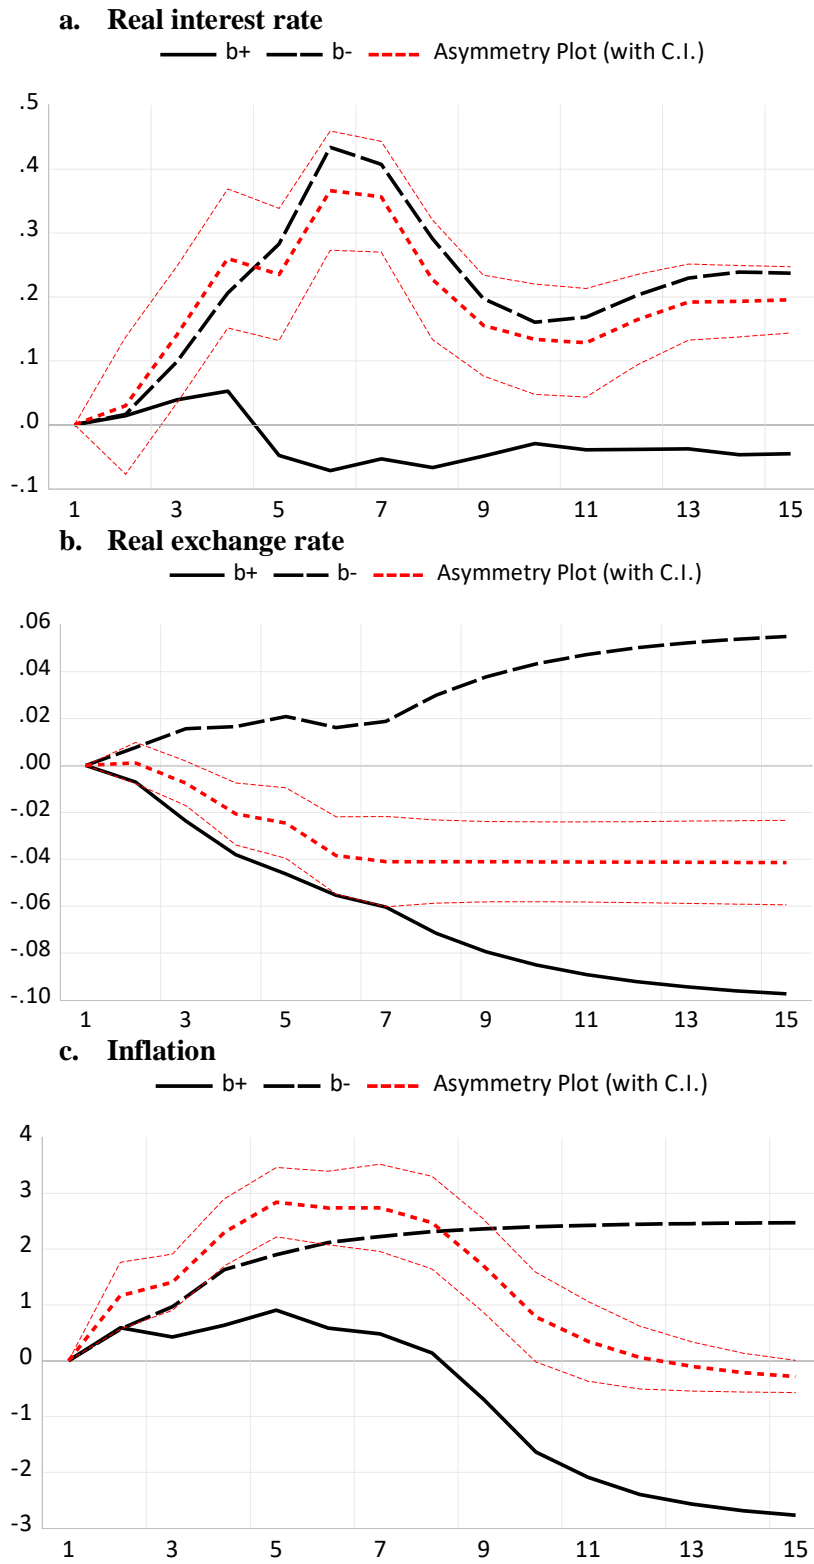 a. Real interest rate
b+ b- Asymmetry Plot (with C.I.)
.5
.4
.3
.2
.1
.0
-.1
1 3 5 7 9 11 13 15
b. Real exchange rate
b+ b- Asymmetry Plot (with C.I.)
.06
.04
.02
.00
-.02
-.04
-.06
-.08
-.10
1 3 5 7 9 11 13 15
c. Inflation
b+ b- Asymmetry Plot (with C.I.)
4
3
2
1
0
-1
-2
-3
1 3 5 7 9 11 13 15